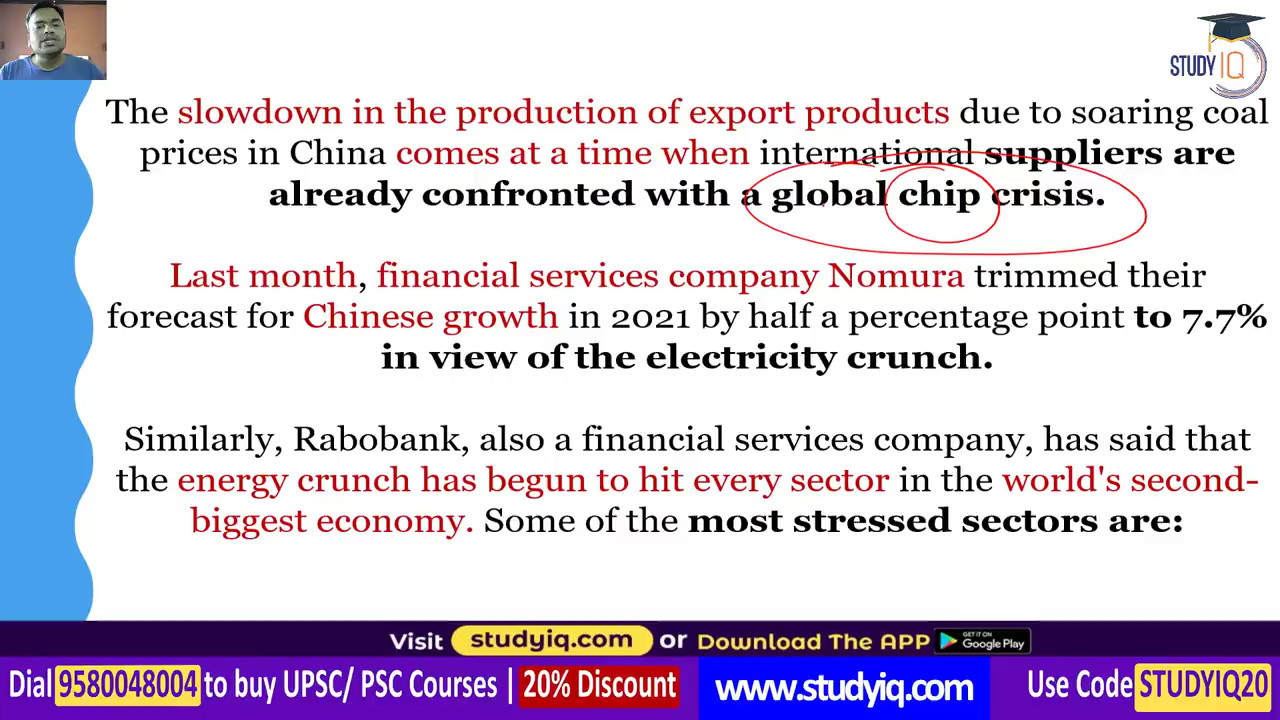 STUDY IQ
The slowdown in the production of export products due to soaring coal
prices in China comes at a time when international suppliers are
already confronted with a global chip crisis.
Last month, financial services company Nomura trimmed their
forecast for Chinese growth in 2021 by half a percentage point to 7.7%
in view of the electricity crunch.
Similarly, Rabobank, also a financial services company, has said that
the energy crunch has begun to hit every sector in the world's second-
biggest economy. Some of the most stressed sectors are:
Visit studyiq.com or Download The APP GET IT ON Google Play
Dial 9580048004 to buy UPSC/ PSC Courses | 20% Discount www.studyiq.com Use Code STUDYIQ20